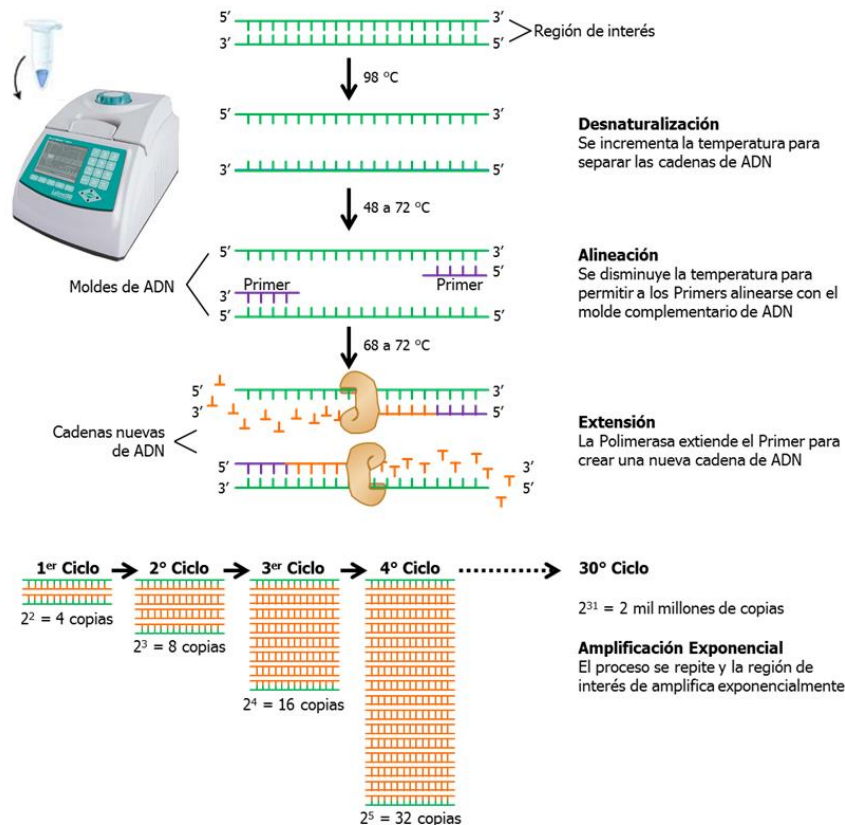 5′ 3′
3′ 5′
Región de interés
98 °C
5′ 3′
3′ 5′
Desnaturalización
Se incrementa la temperatura para
separar las cadenas de ADN
48 a 72 °C
5′ 3′
5′
Moldes de ADN
Primer
Primer
3′
5′ 5′
Alineación
Se disminuye la temperatura para
permitir a los Primers alinearse con el
molde complementario de ADN
68 a 72 °C
5′ 3′
3′ 5′
Cadenas nuevas
de ADN
5′ 3′
3′ 5′
Extensión
La Polimerasa extiende el Primer para
crear una nueva cadena de ADN
1er Ciclo
2° Ciclo
3er Ciclo
4° Ciclo
30° Ciclo
2² = 4 copias
2³ = 8 copias
2⁴ = 16 copias
2⁵ = 32 copias
2³¹ = 2 mil millones de copias
Amplificación Exponencial
El proceso se repite y la región de
interés de amplifica exponencialmente